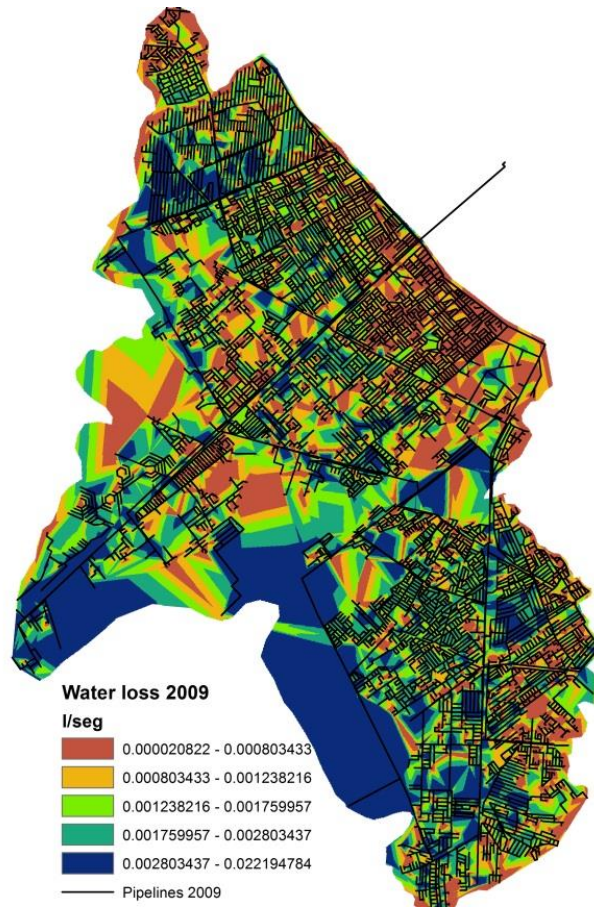 Water loss 2009
l/seg
0.000020822 - 0.000803433
0.000803433 - 0.001238216
0.001238216 - 0.001759957
0.001759957 - 0.002803437
0.002803437 - 0.022194784
Pipelines 2009